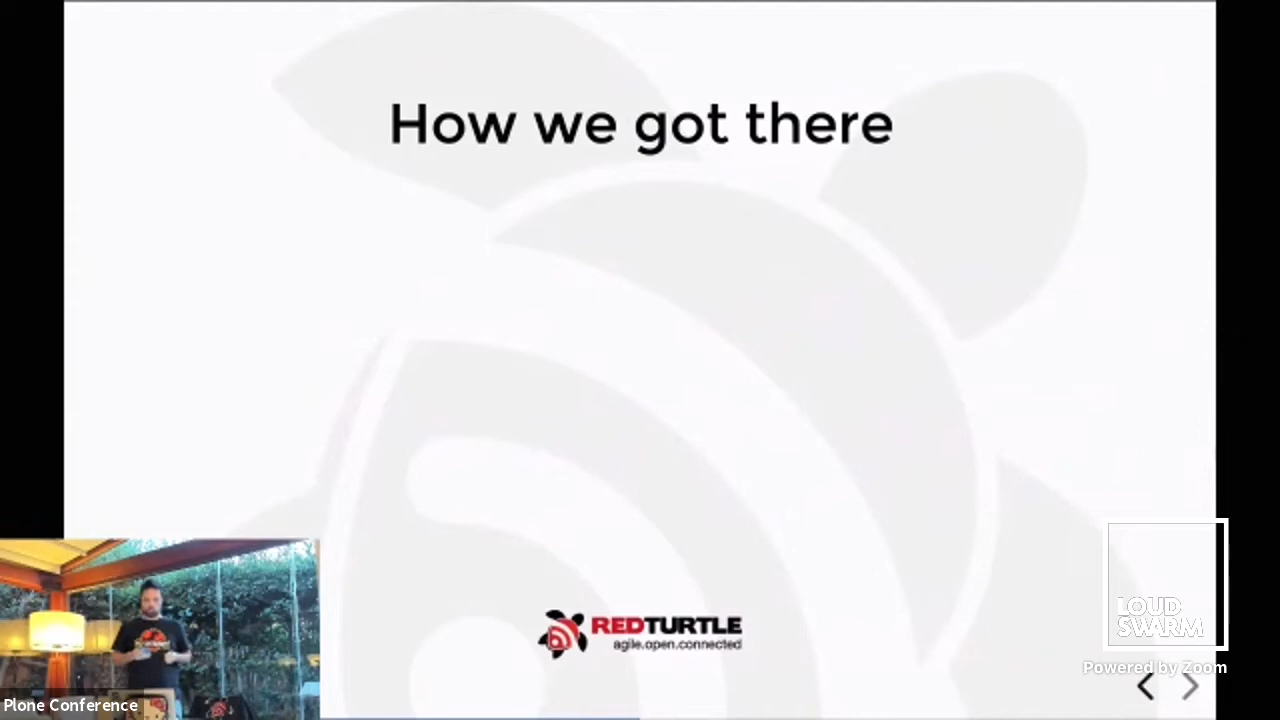 How we got there
REDTURTLE
agile.open.connected
LOUD
SWARM
Powered by Zoom
Plone Conference